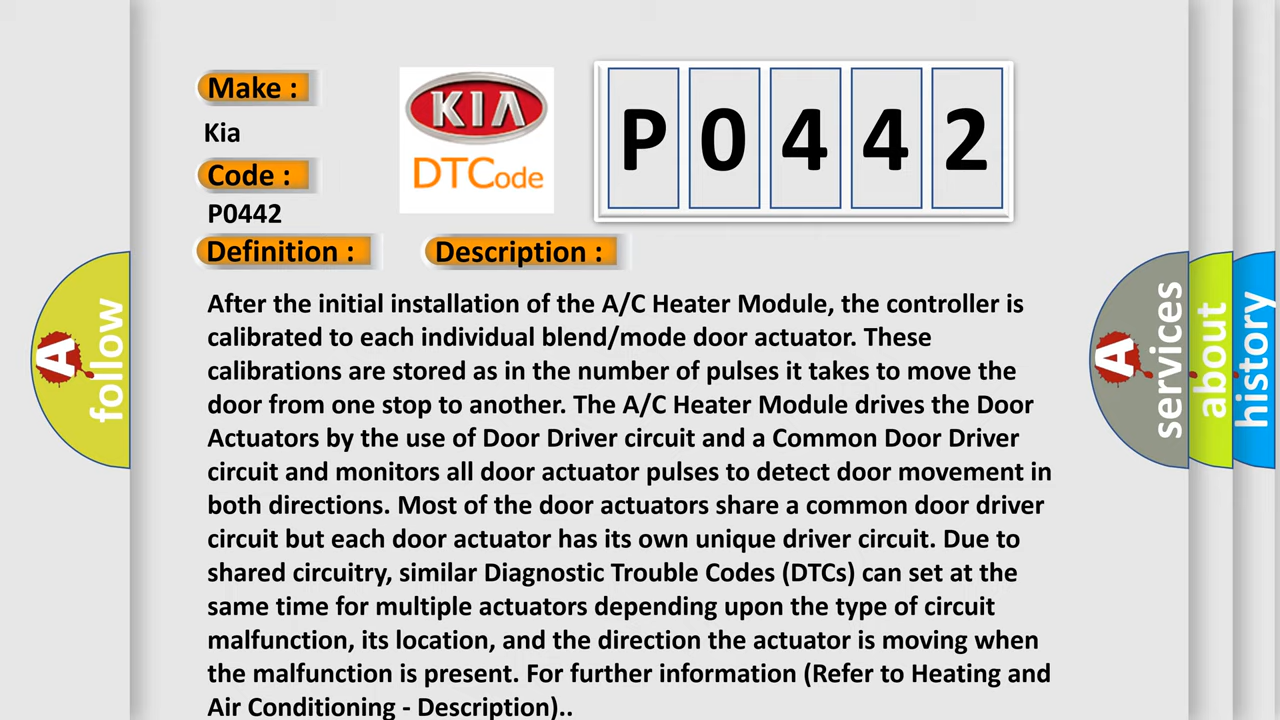 Make :
Kia
Code :
P0442
KIA
DTCode
P0442
Definition :
Description :
After the initial installation of the A/C Heater Module, the controller is
calibrated to each individual blend/mode door actuator. These
calibrations are stored as in the number of pulses it takes to move the
door from one stop to another. The A/C Heater Module drives the Door
Actuators by the use of Door Driver circuit and a Common Door Driver
circuit and monitors all door actuator pulses to detect door movement in
both directions. Most of the door actuators share a common door driver
circuit but each door actuator has its own unique driver circuit. Due to
shared circuitry, similar Diagnostic Trouble Codes (DTCs) can set at the
same time for multiple actuators depending upon the type of circuit
malfunction, its location, and the direction the actuator is moving when
the malfunction is present. For further information (Refer to Heating and
Air Conditioning - Description)..
A
follow
A
services
about
history